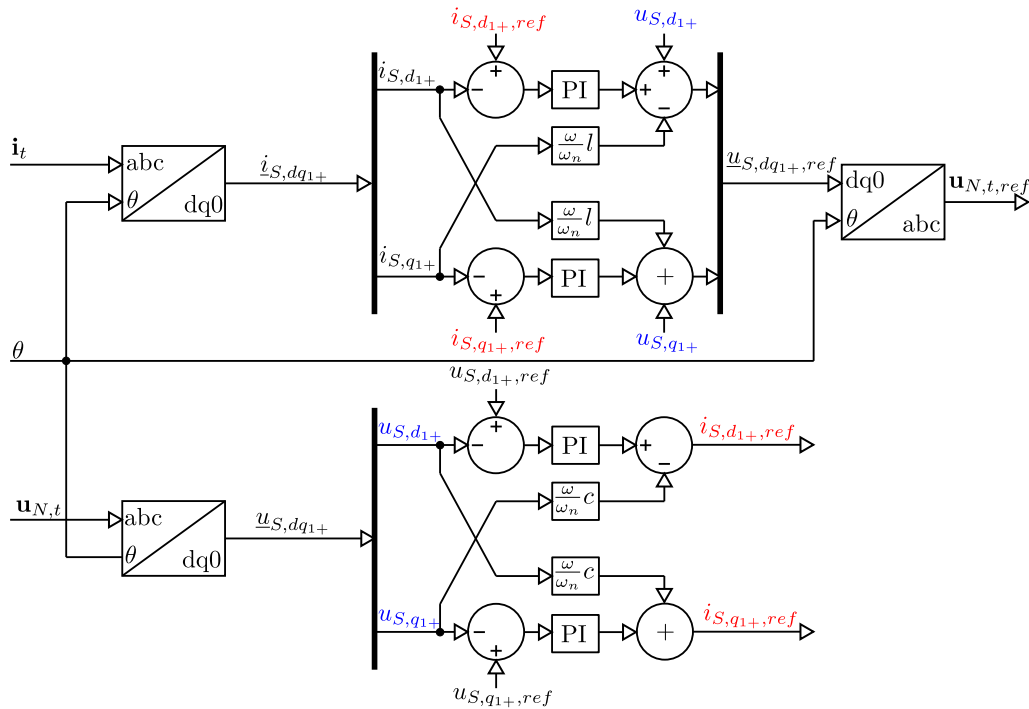 i_{S,d_{1+},ref} u_{S,d_{1+}}
i_{S,d_{1+}} − + PI + + −
i_t abc θ dq0 i_{S,dq_{1+}}
ω/ω_n l
u_{S,dq_{1+},ref} dq0 θ abc u_{N,t,ref}
ω/ω_n l
i_{S,q_{1+}} − + PI +
i_{S,q_{1+},ref} u_{S,q_{1+}}
θ
u_{S,d_{1+},ref}
u_{S,d_{1+}} − + PI + − i_{S,d_{1+},ref}
u_{N,t} abc θ dq0 u_{S,dq_{1+}}
ω/ω_n c
ω/ω_n c
u_{S,q_{1+}} − + PI + i_{S,q_{1+},ref}
u_{S,q_{1+},ref}